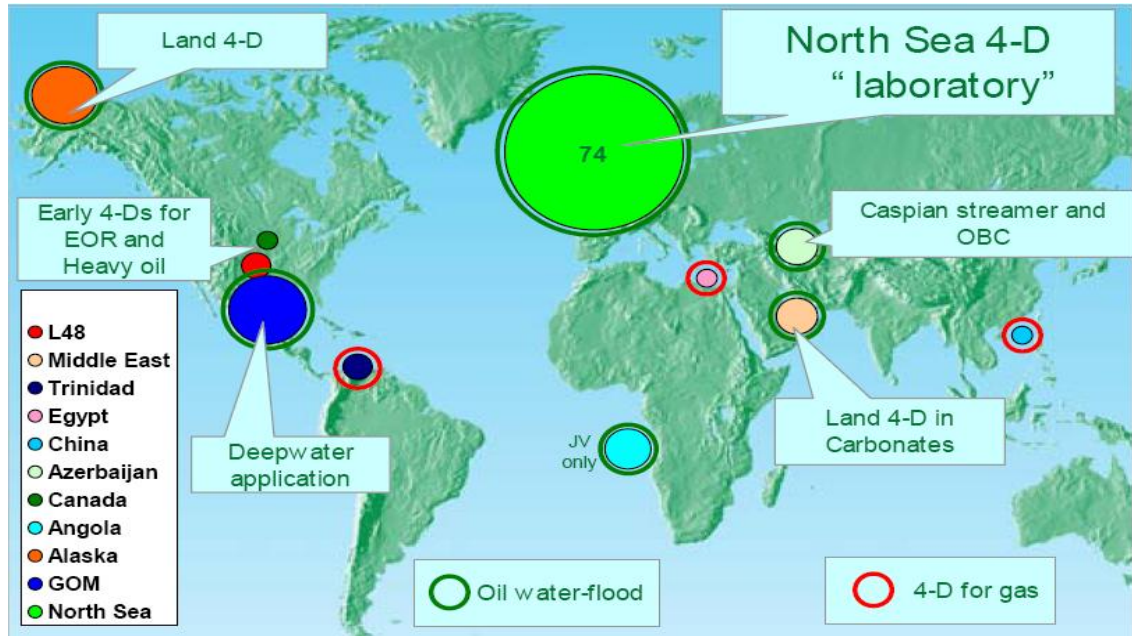 Land 4-D
North Sea 4-D
“ laboratory”
74
Early 4-Ds for
EOR and
Heavy oil
Caspian streamer and
OBC
L48
Middle East
Trinidad
Egypt
China
Azerbaijan
Canada
Angola
Alaska
GOM
North Sea
Deepwater
application
JV
only
Land 4-D in
Carbonates
Oil water-flood
4-D for gas